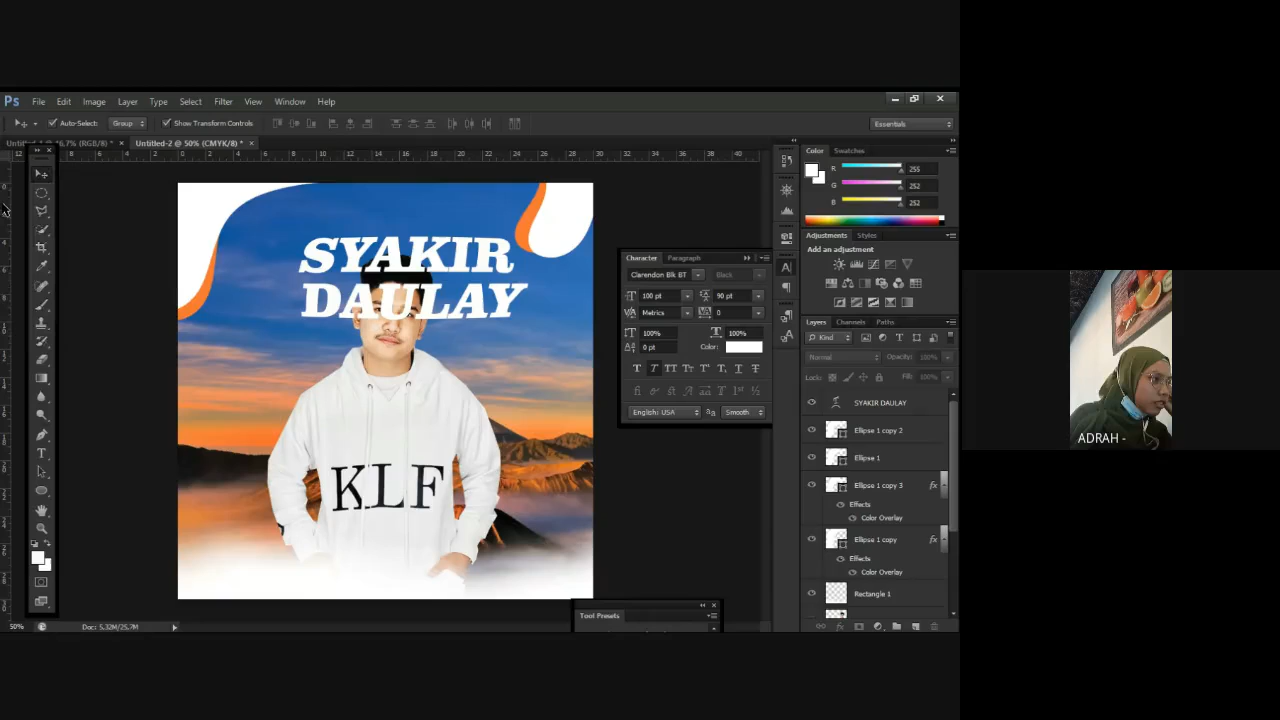 Ps File Edit Image Layer Type Select Filter View Window Help
Auto-Select: Group Show Transform Controls Essentials
Untitled-2 @ 50% (CMYK/8) *
SYAKIR
DAULAY
KLF
Character Paragraph
Clarendon Blk BT Black
100 pt 90 pt
Metrics 0
100% 100%
0 pt Color:
English: USA Smooth
Tool Presets
Color Swatches
R 255
G 252
B 252
Adjustments Styles
Add an adjustment
Layers Channels Paths
Kind
Normal Opacity: 100%
Lock: Fill: 100%
SYAKIR DAULAY
Ellipse 1 copy 2
Ellipse 1
Ellipse 1 copy 3 fx
Effects
Color Overlay
Ellipse 1 copy fx
Effects
Color Overlay
Rectangle 1
50% Doc: 5.32M/25.7M
ADRAH -